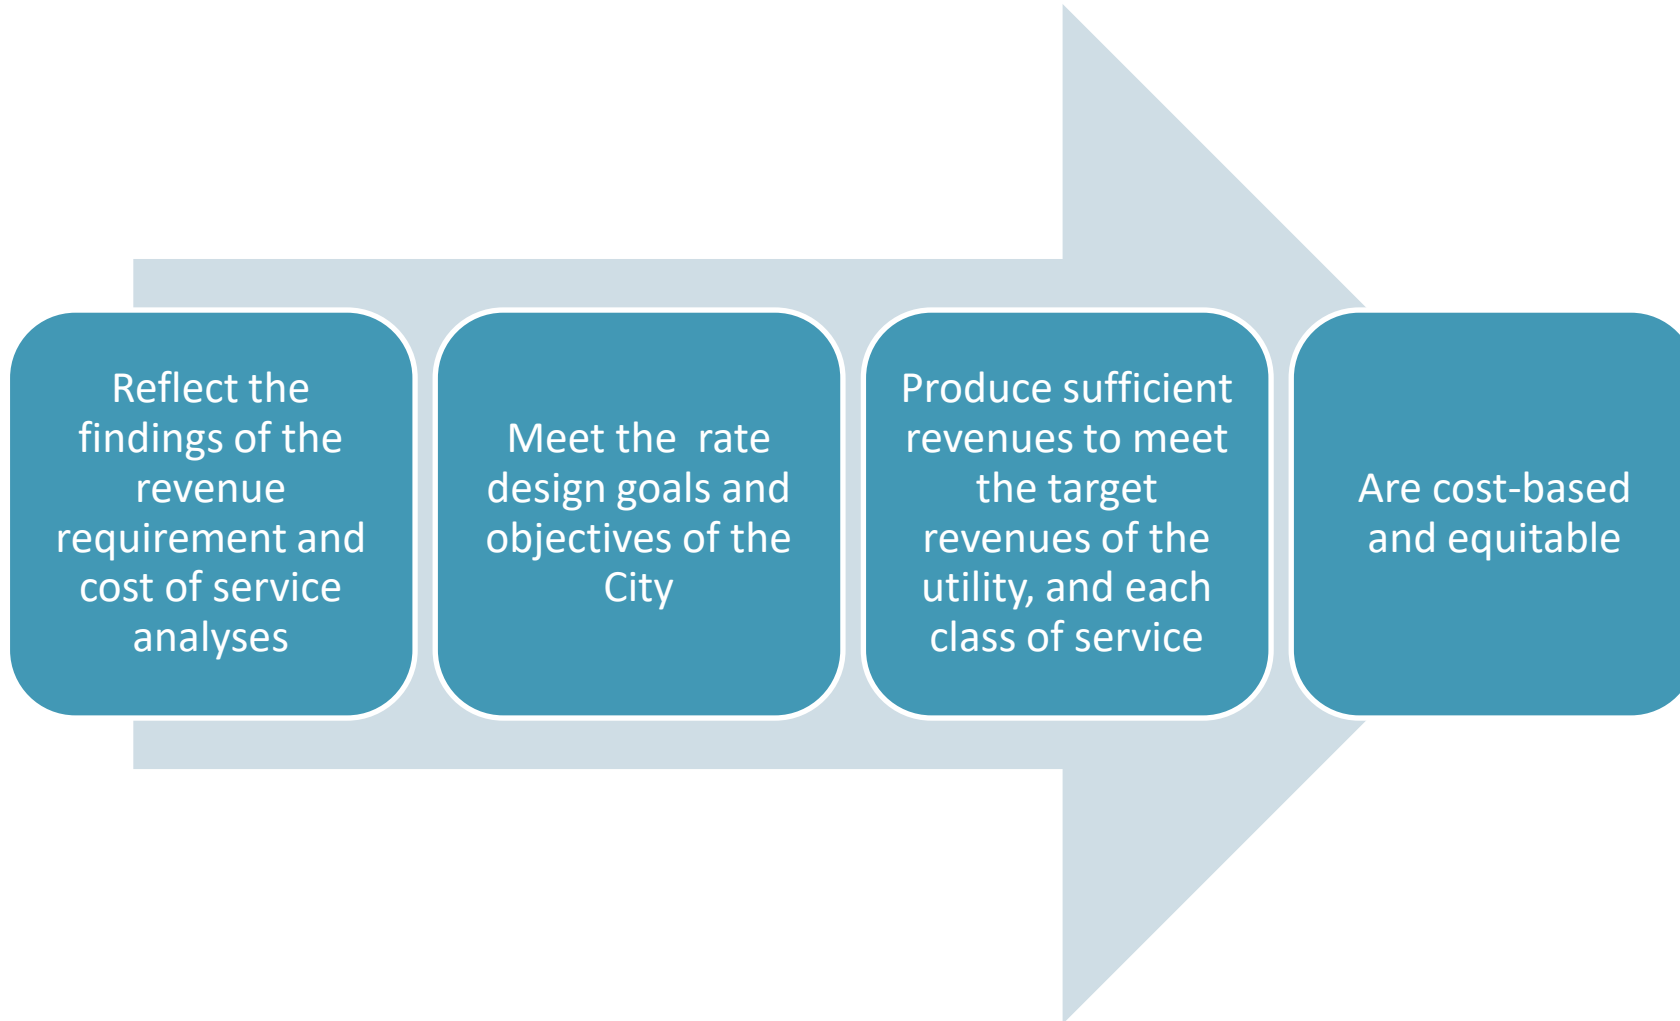 Reflect the
findings of the
revenue
requirement and
cost of service
analyses
Meet the  rate
design goals and
objectives of the
City
Produce sufficient
revenues to meet
the target
revenues of the
utility, and each
class of service
Are cost-based
and equitable